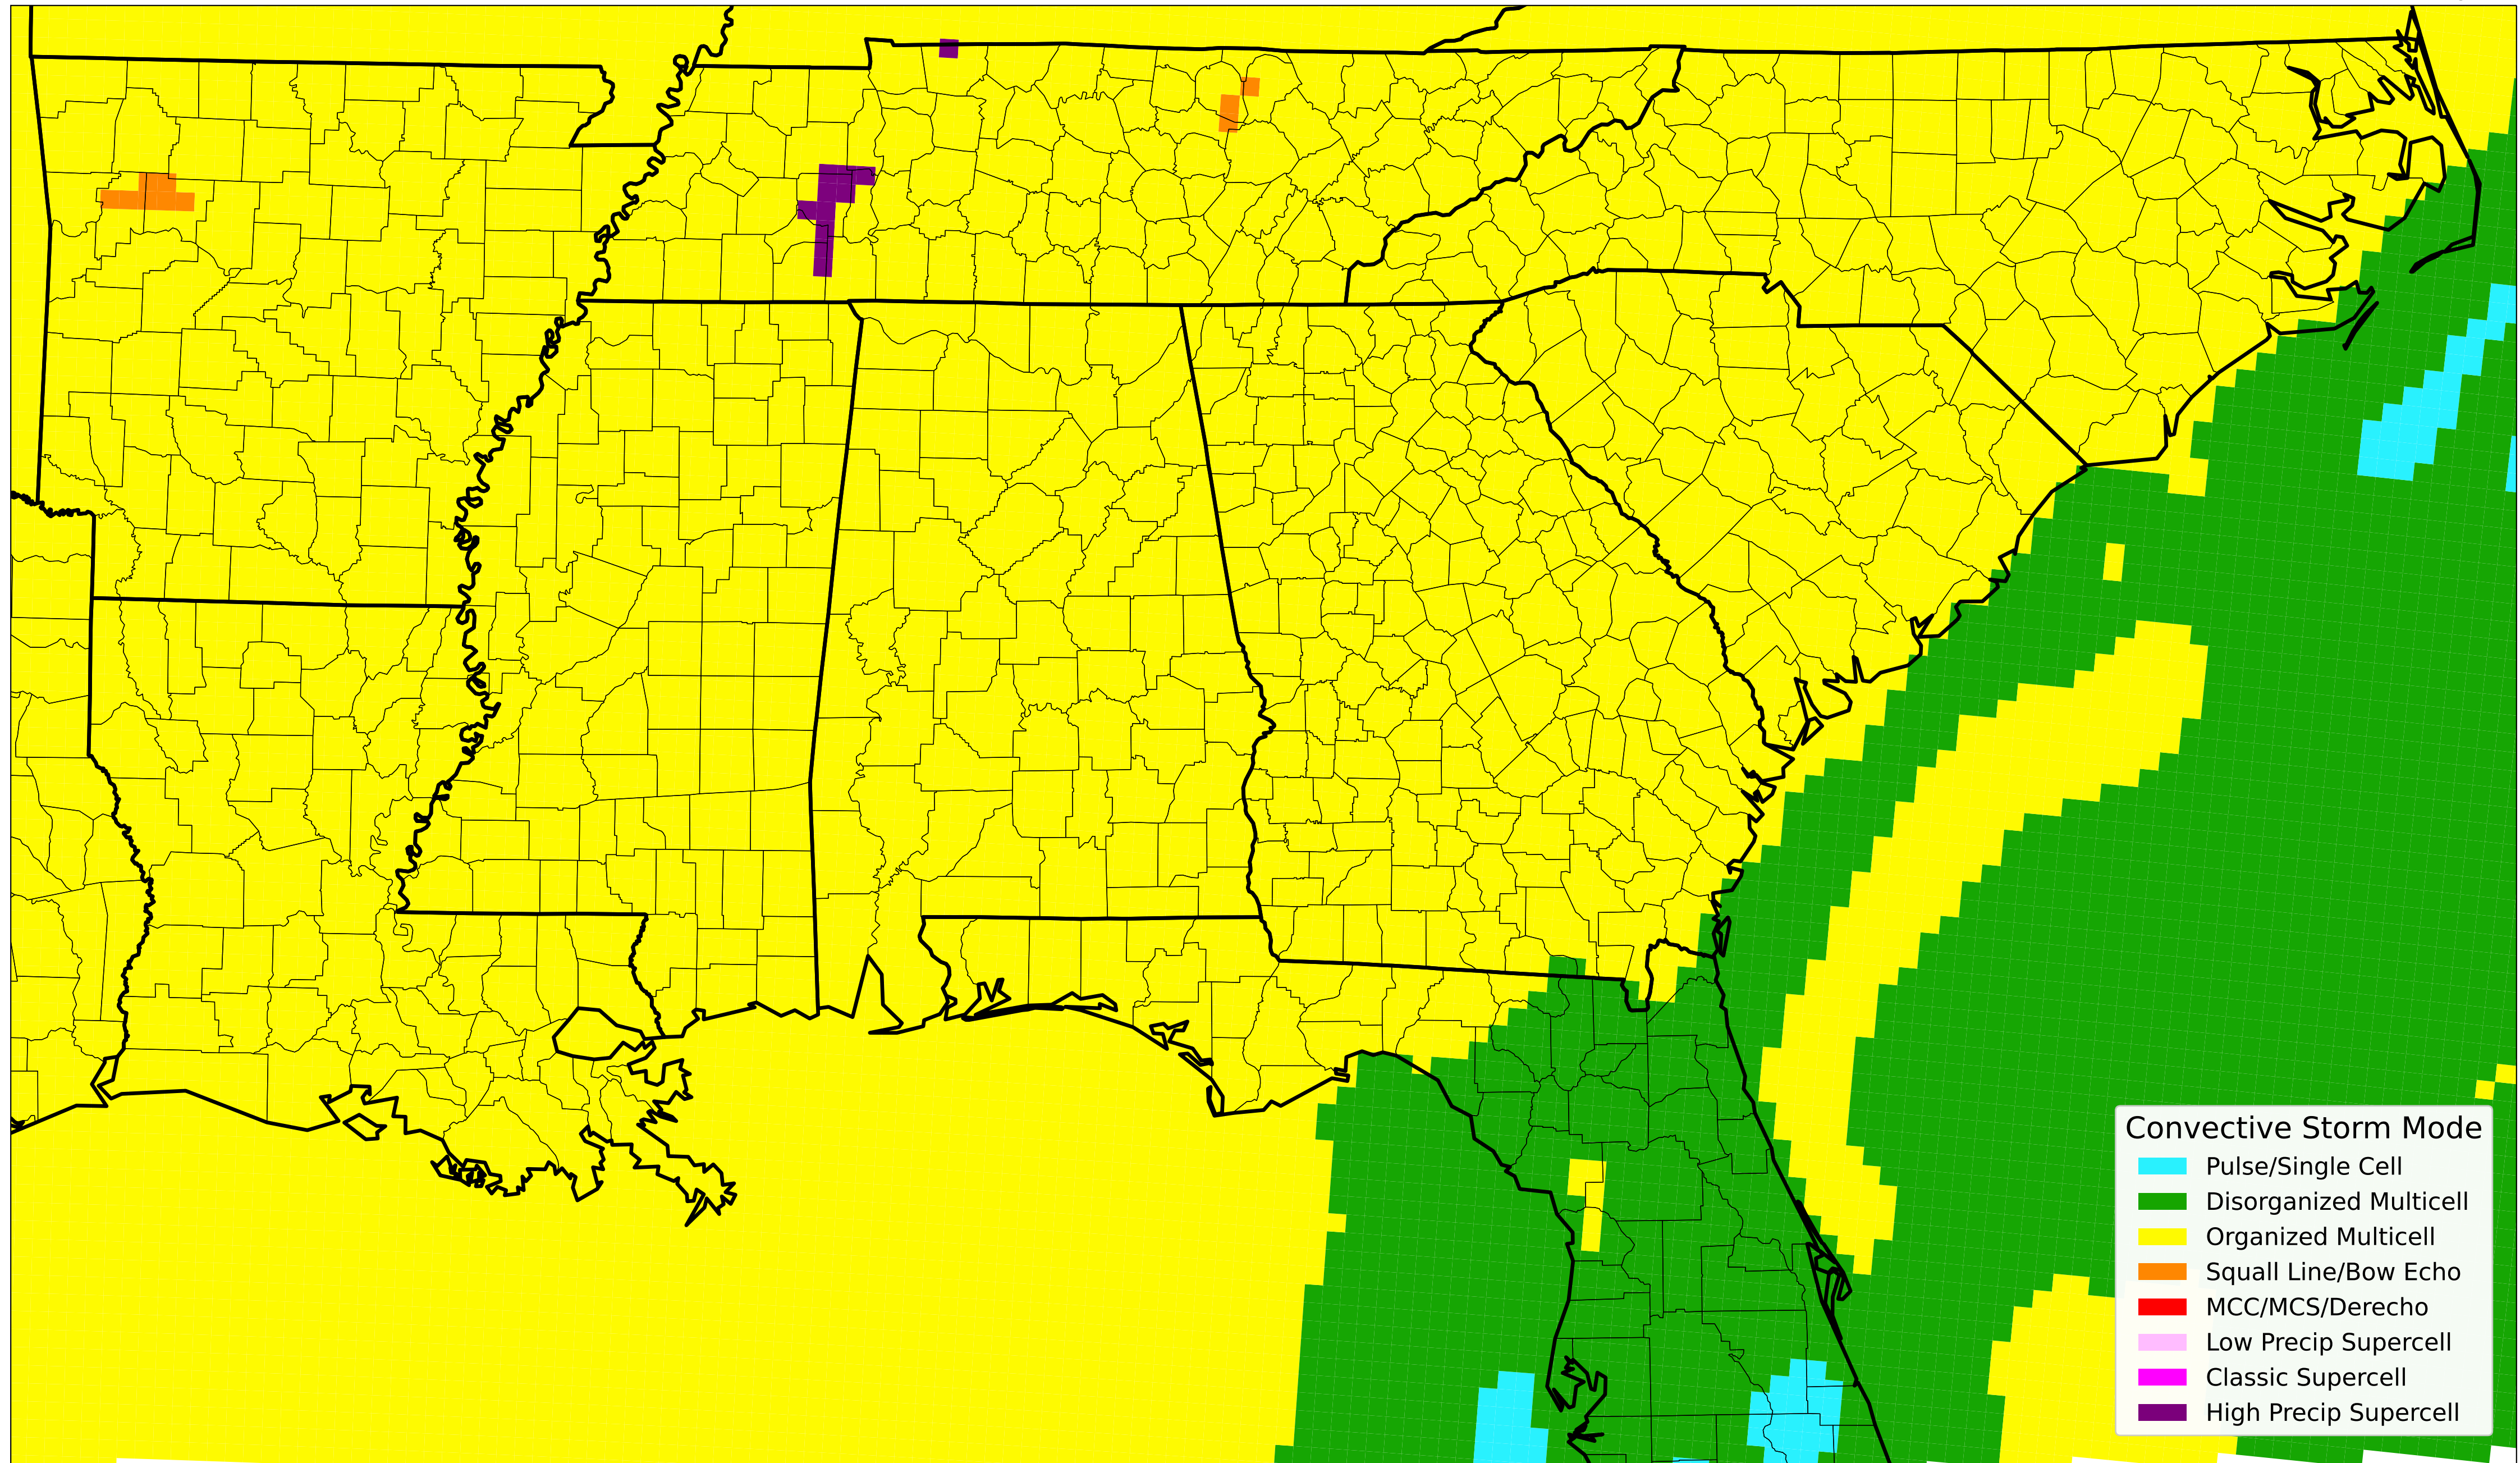 Convective Storm Mode
Pulse/Single Cell
Disorganized Multicell
Organized Multicell
Squall Line/Bow Echo
MCC/MCS/Derecho
Low Precip Supercell
Classic Supercell
High Precip Supercell